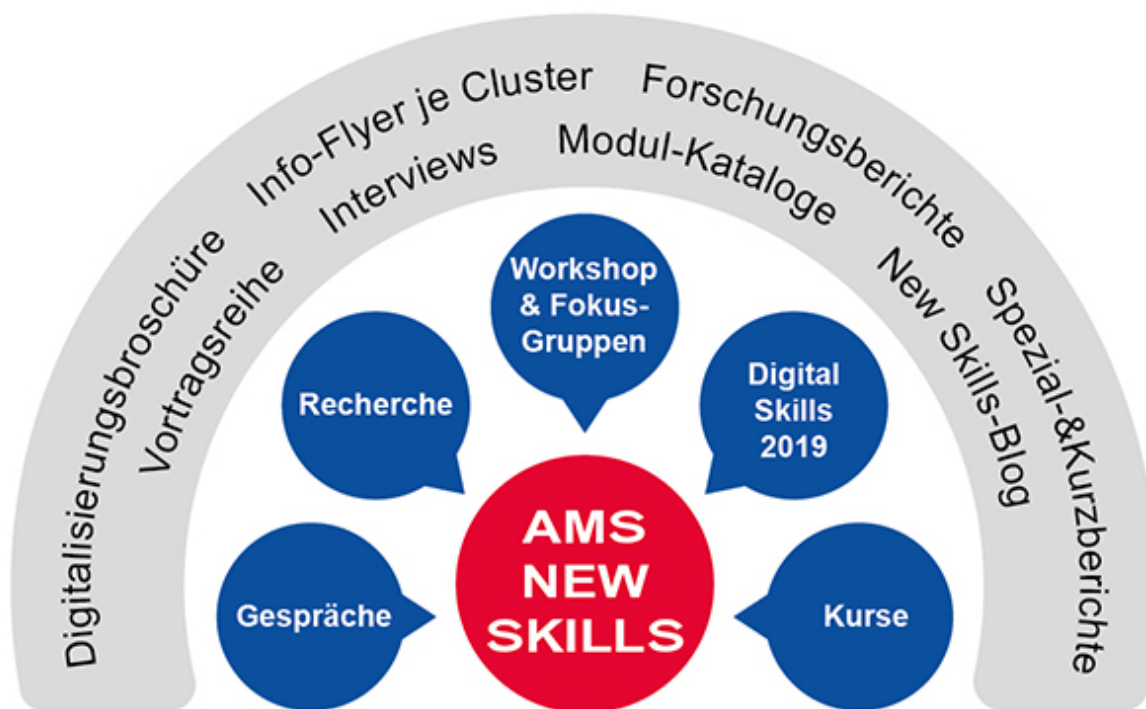 Digitalisierungsbroschüre
Info-Flyer je Cluster
Forschungsberichte
Spezial-&Kurzberichte
Vortragsreihe
Interviews
Modul-Kataloge
New Skills-Blog
Gespräche
Recherche
Workshop
& Fokus-
Gruppen
Digital
Skills
2019
Kurse
AMS
NEW
SKILLS